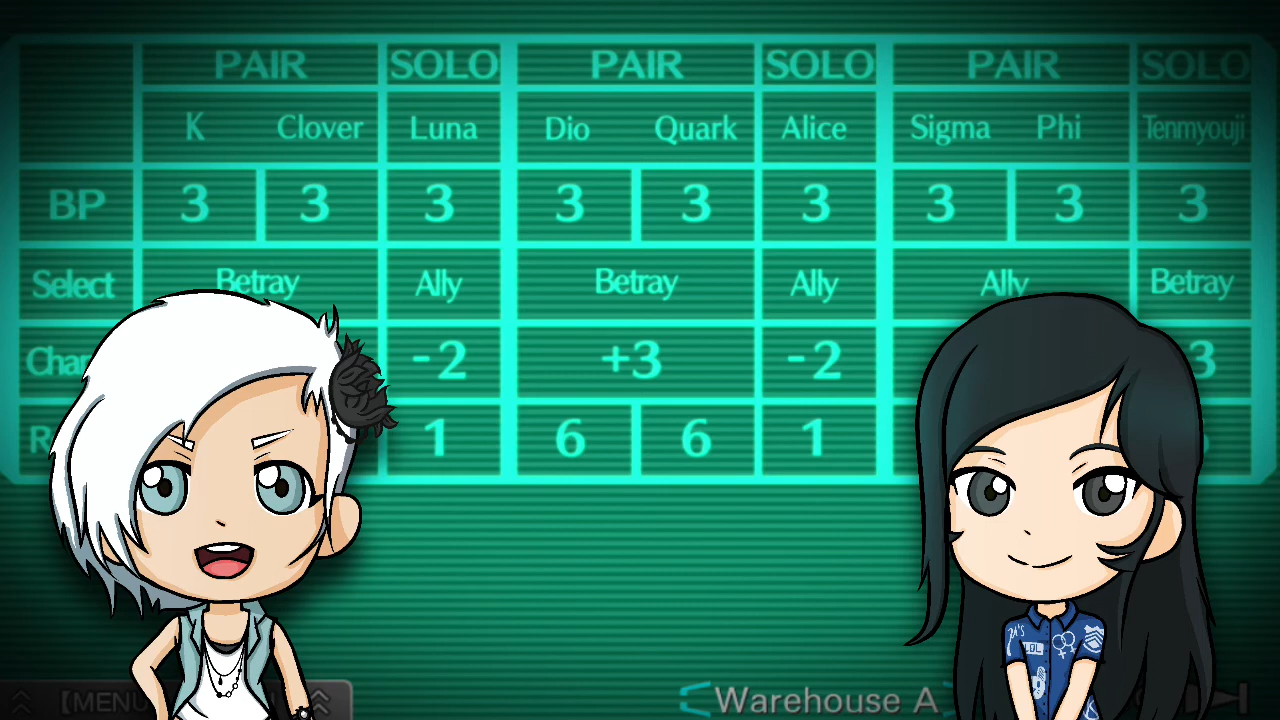 PAIR SOLO PAIR SOLO PAIR SOLO
K Clover Luna Dio Quark Alice Sigma Phi Tenmyouji
BP 3 3 3 3 3 3 3 3 3
Select Betray Ally Betray Ally Ally Betray
-2 +3 -2 3
1 6 6 1
[MENU
Warehouse A